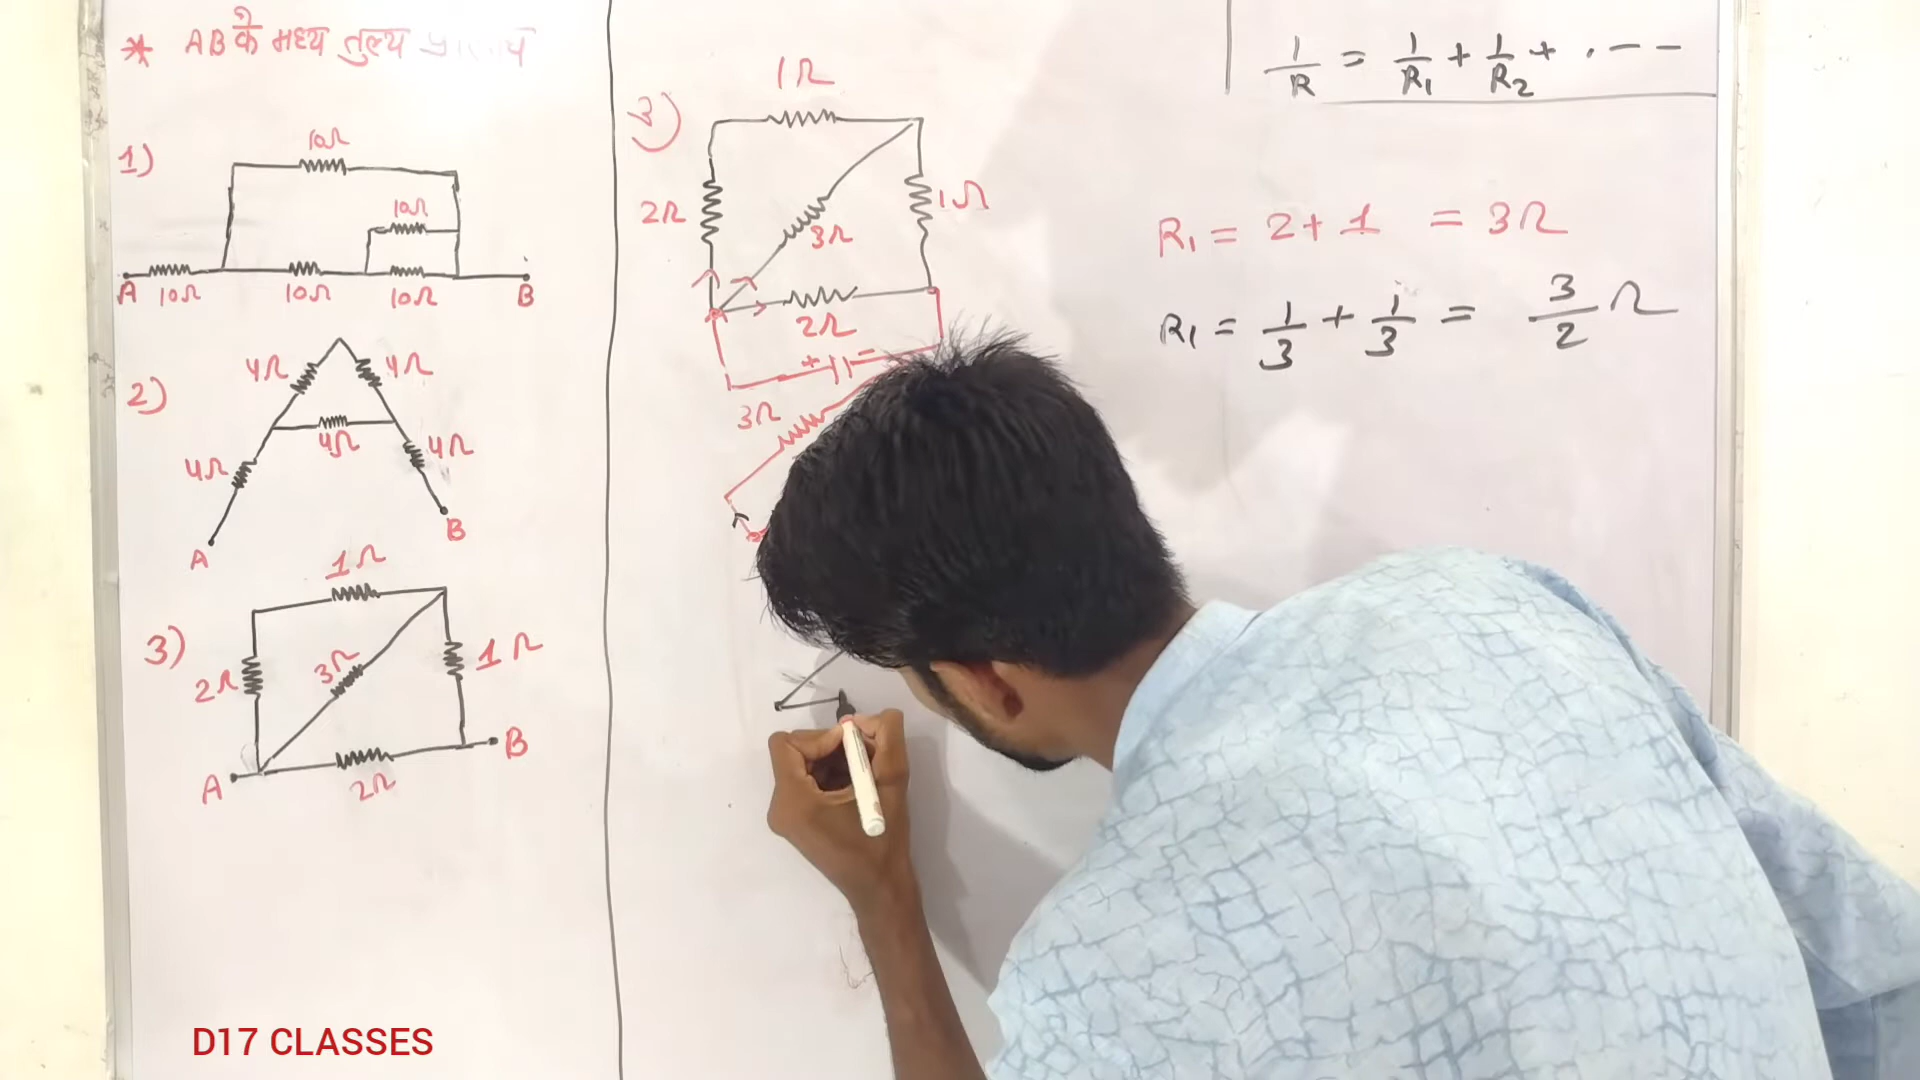 * AB के मध्य तुल्य
1)
10Ω
10Ω
A 10Ω 10Ω 10Ω B
2)
4Ω 4Ω
4Ω
4Ω 4Ω
A B
3)
1Ω
2Ω 3Ω 1Ω
A 2Ω B
D17 CLASSES
3)
1Ω
2Ω 3Ω 1Ω
2Ω
+ −
3Ω
1/R = 1/R₁ + 1/R₂ + . - - -
R₁ = 2 + 1 = 3Ω
R₁ = 1/3 + 1/3 = 3/2 Ω